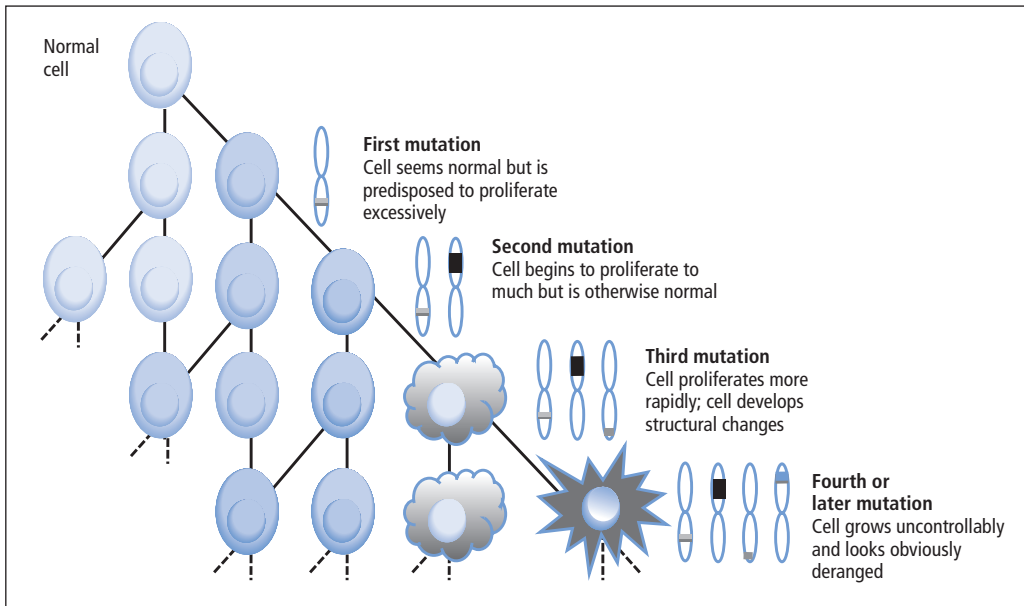 Normal
cell
First mutation
Cell seems normal but is
predisposed to proliferate
excessively
Second mutation
Cell begins to proliferate to
much but is otherwise normal
Third mutation
Cell proliferates more
rapidly; cell develops
structural changes
Fourth or
later mutation
Cell grows uncontrollably
and looks obviously
deranged